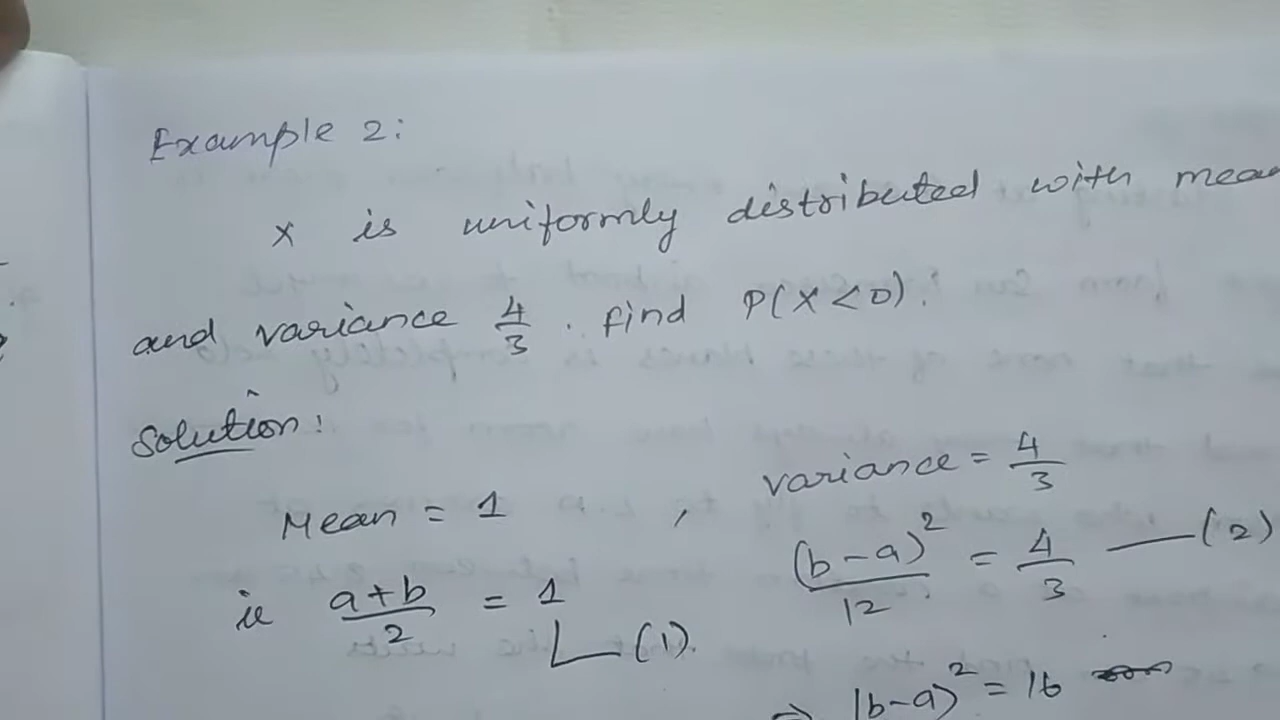 Example 2:
X is uniformly distributed with mean
and variance 4/3. find P(X<0).
Solution:
Mean = 1 , variance = 4/3
ie (a+b)/2 = 1 —(1). (b-a)²/12 = 4/3 —(2)
⇒ (b-a)² = 16